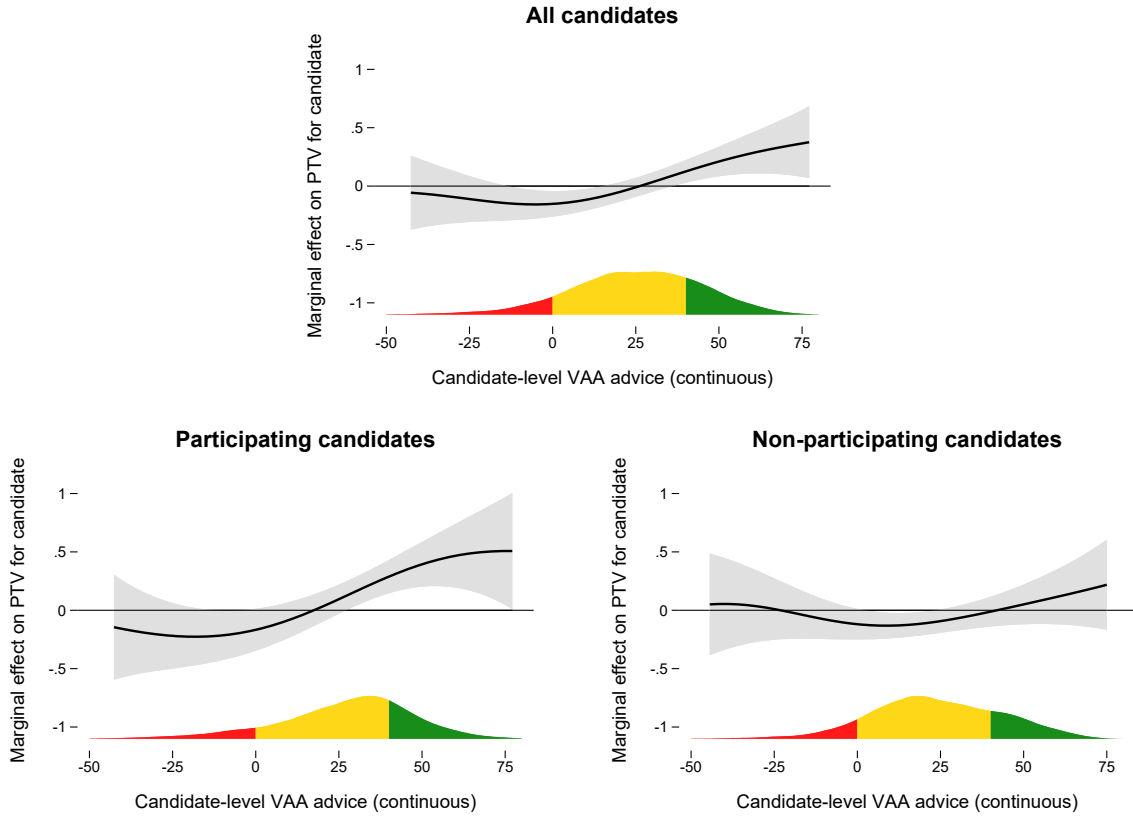 All candidates
Marginal effect on PTV for candidate
1
.5
0
-.5
-1
-50 -25 0 25 50 75
Candidate-level VAA advice (continuous)
Participating candidates
Marginal effect on PTV for candidate
1
.5
0
-.5
-1
-50 -25 0 25 50 75
Candidate-level VAA advice (continuous)
Non-participating candidates
Marginal effect on PTV for candidate
1
.5
0
-.5
-1
-50 -25 0 25 50 75
Candidate-level VAA advice (continuous)